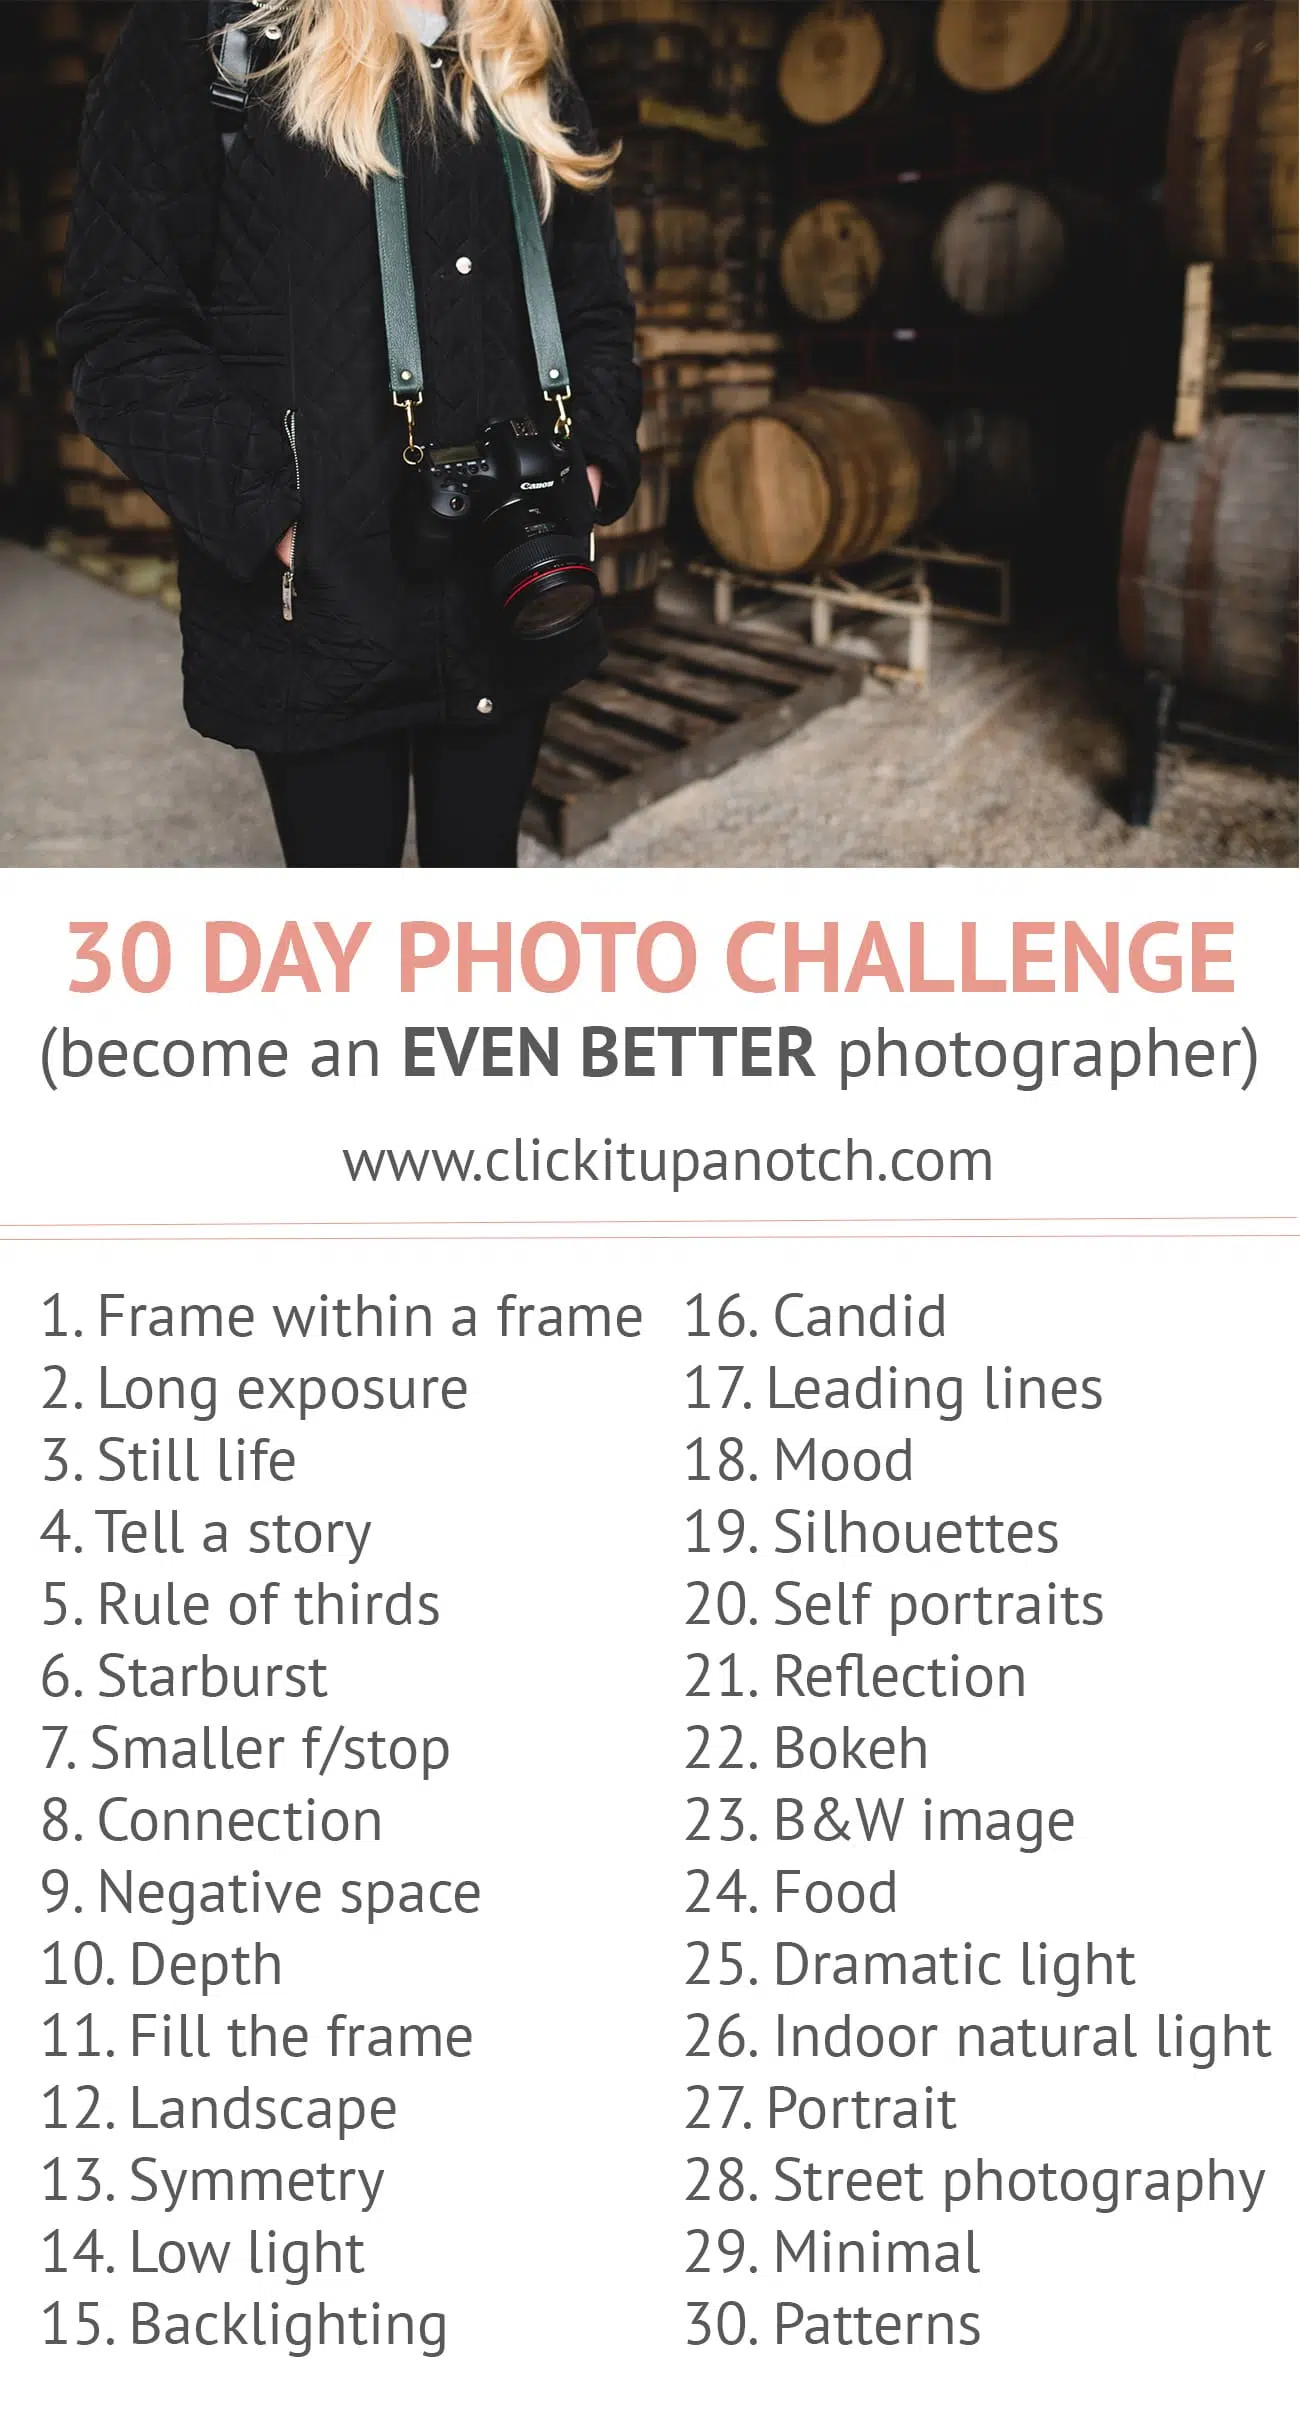 Canon
30 DAY PHOTO CHALLENGE
(become an EVEN BETTER photographer)
www.clickitupanotch.com
1. Frame within a frame
2. Long exposure
3. Still life
4. Tell a story
5. Rule of thirds
6. Starburst
7. Smaller f/stop
8. Connection
9. Negative space
10. Depth
11. Fill the frame
12. Landscape
13. Symmetry
14. Low light
15. Backlighting
16. Candid
17. Leading lines
18. Mood
19. Silhouettes
20. Self portraits
21. Reflection
22. Bokeh
23. B&W image
24. Food
25. Dramatic light
26. Indoor natural light
27. Portrait
28. Street photography
29. Minimal
30. Patterns